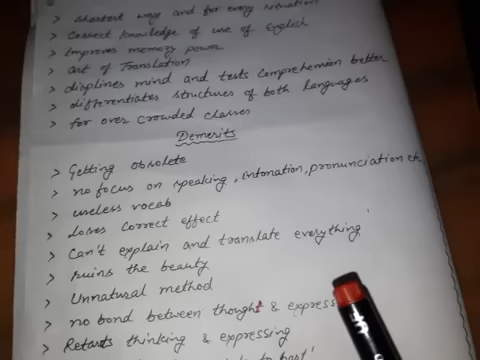 > shortest way and for every situation
> Correct knowledge of use of English
> Improves memory power
> art of Translation
> displines mind and tests Comprehension better
> differentiates structures of both languages
> for over crowded classes
Demerits
> Getting obsolete
> no focus on speaking, intonation, pronunciation etc,
> useless vocab
> Loses Correct effect
> Can't explain and translate everything'
> Ruins the beauty
> Unnatural method
> no bond between thought & express
> Retards thinking & expressing